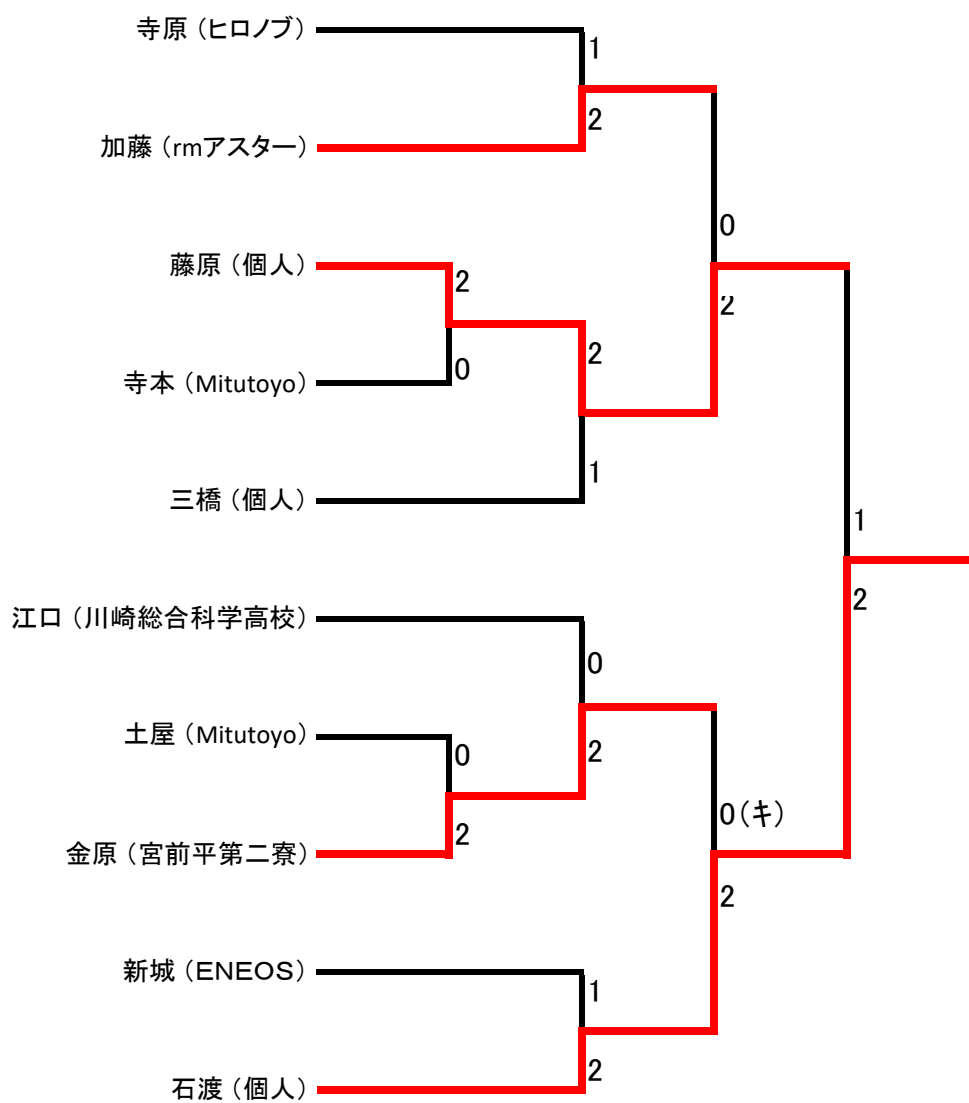 寺原（ヒロノブ）
1
2
加藤（rmアスター）
0
藤原（個人）
2
2
2
0
寺本（Mitutoyo）
1
三橋（個人）
1
2
江口（川崎総合科学高校）
0
土屋（Mitutoyo）
0
2
0(キ)
2
金原（宮前平第二寮）
2
新城（ENEOS）
1
2
石渡（個人）